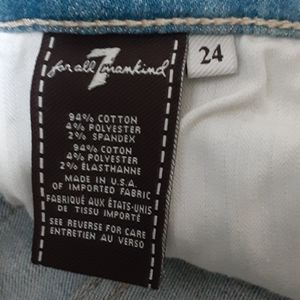 7
for all mankind
24
94% COTTON
4% POLYESTER
2% SPANDEX
94% COTON
4% POLYESTER
2% ÉLASTHANNE
MADE IN U.S.A.
OF IMPORTED FABRIC
FABRIQUÉ AUX ÉTATS-UNIS
DE TISSU IMPORTÉ
SEE REVERSE FOR CARE
ENTRETIEN AU VERSO